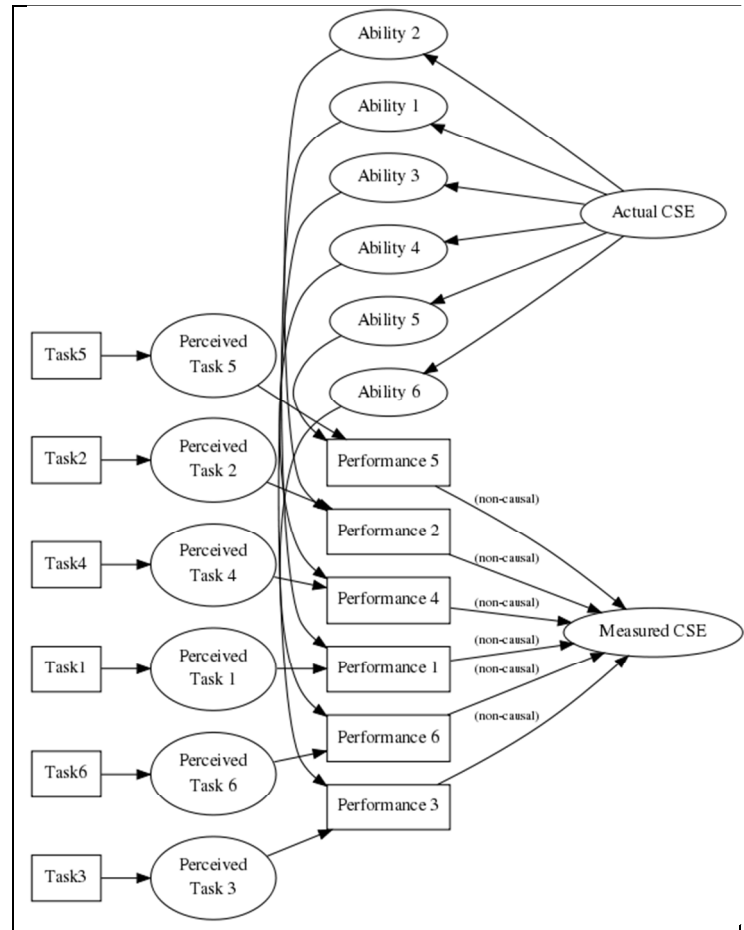 Ability 2
Ability 1
Ability 3
Actual CSE
Ability 4
Ability 5
Task5
Perceived
Task 5
Ability 6
Task2
Perceived
Task 2
Performance 5
(non-causal)
Performance 2
(non-causal)
Task4
Perceived
Task 4
Performance 4
(non-causal)
Measured CSE
Task1
Perceived
Task 1
Performance 1
(non-causal)
(non-causal)
Task6
Perceived
Task 6
Performance 6
(non-causal)
Performance 3
Task3
Perceived
Task 3